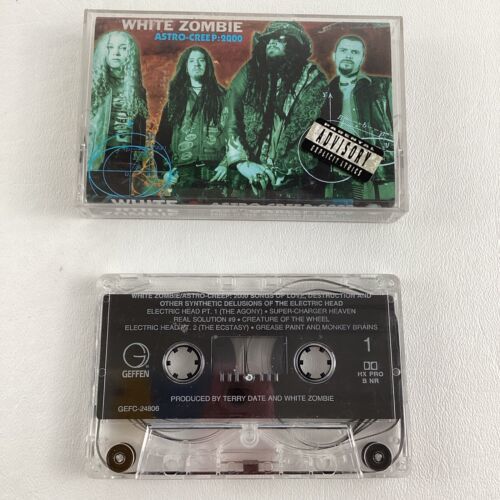 WHITE ZOMBIE
ASTRO-CREEP:2000
PARENTAL
ADVISORY
EXPLICIT LYRICS
WHITE
ZOMBIE
WHITE ZOMBIE/ASTRO-CREEP: 2000 SONGS OF LOVE, DESTRUCTION AND
OTHER SYNTHETIC DELUSIONS OF THE ELECTRIC HEAD
ELECTRIC HEAD PT. 1 (THE AGONY) • SUPER-CHARGER HEAVEN
REAL SOLUTION #9 • CREATURE OF THE WHEEL
ELECTRIC HEAD PT. 2 (THE ECSTASY) • GREASE PAINT AND MONKEY BRAINS
G
GEFFEN
1
HX PRO
B NR
GEFC-24806
PRODUCED BY TERRY DATE AND WHITE ZOMBIE